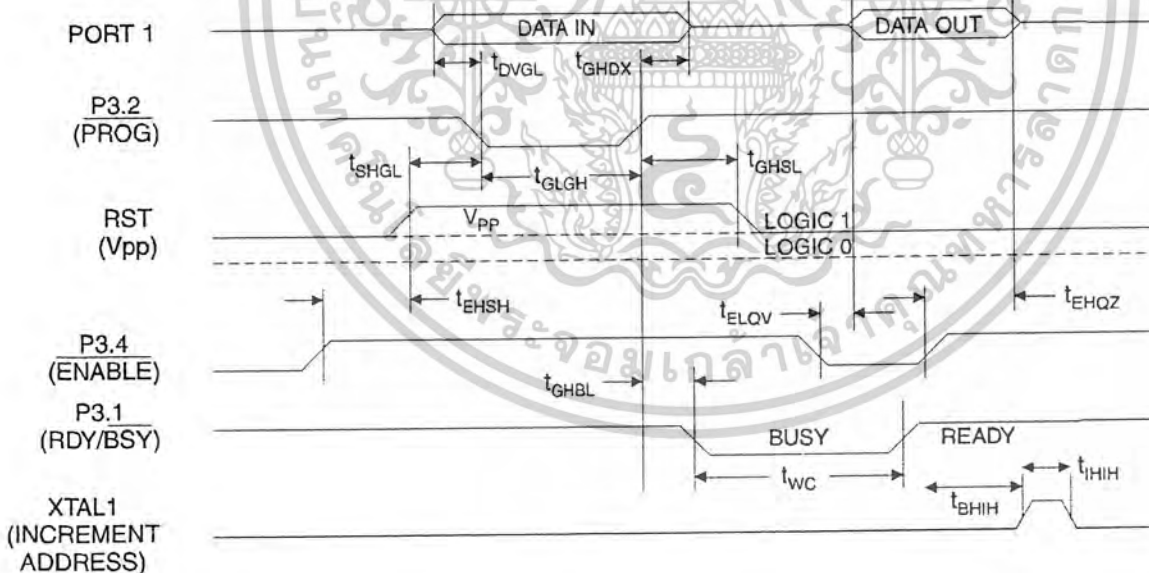 PORT 1
DATA IN
DATA OUT
tDVGL
tGHDX
P3.2
(PROG)
tSHGL
tGLGH
tGHSL
RST
(Vpp)
VPP
LOGIC 1
LOGIC 0
tEHSH
tELQV
tEHQZ
P3.4
(ENABLE)
tGHBL
P3.1
(RDY/BSY)
BUSY
READY
tWC
tBHIH
tIHIH
XTAL1
(INCREMENT
ADDRESS)